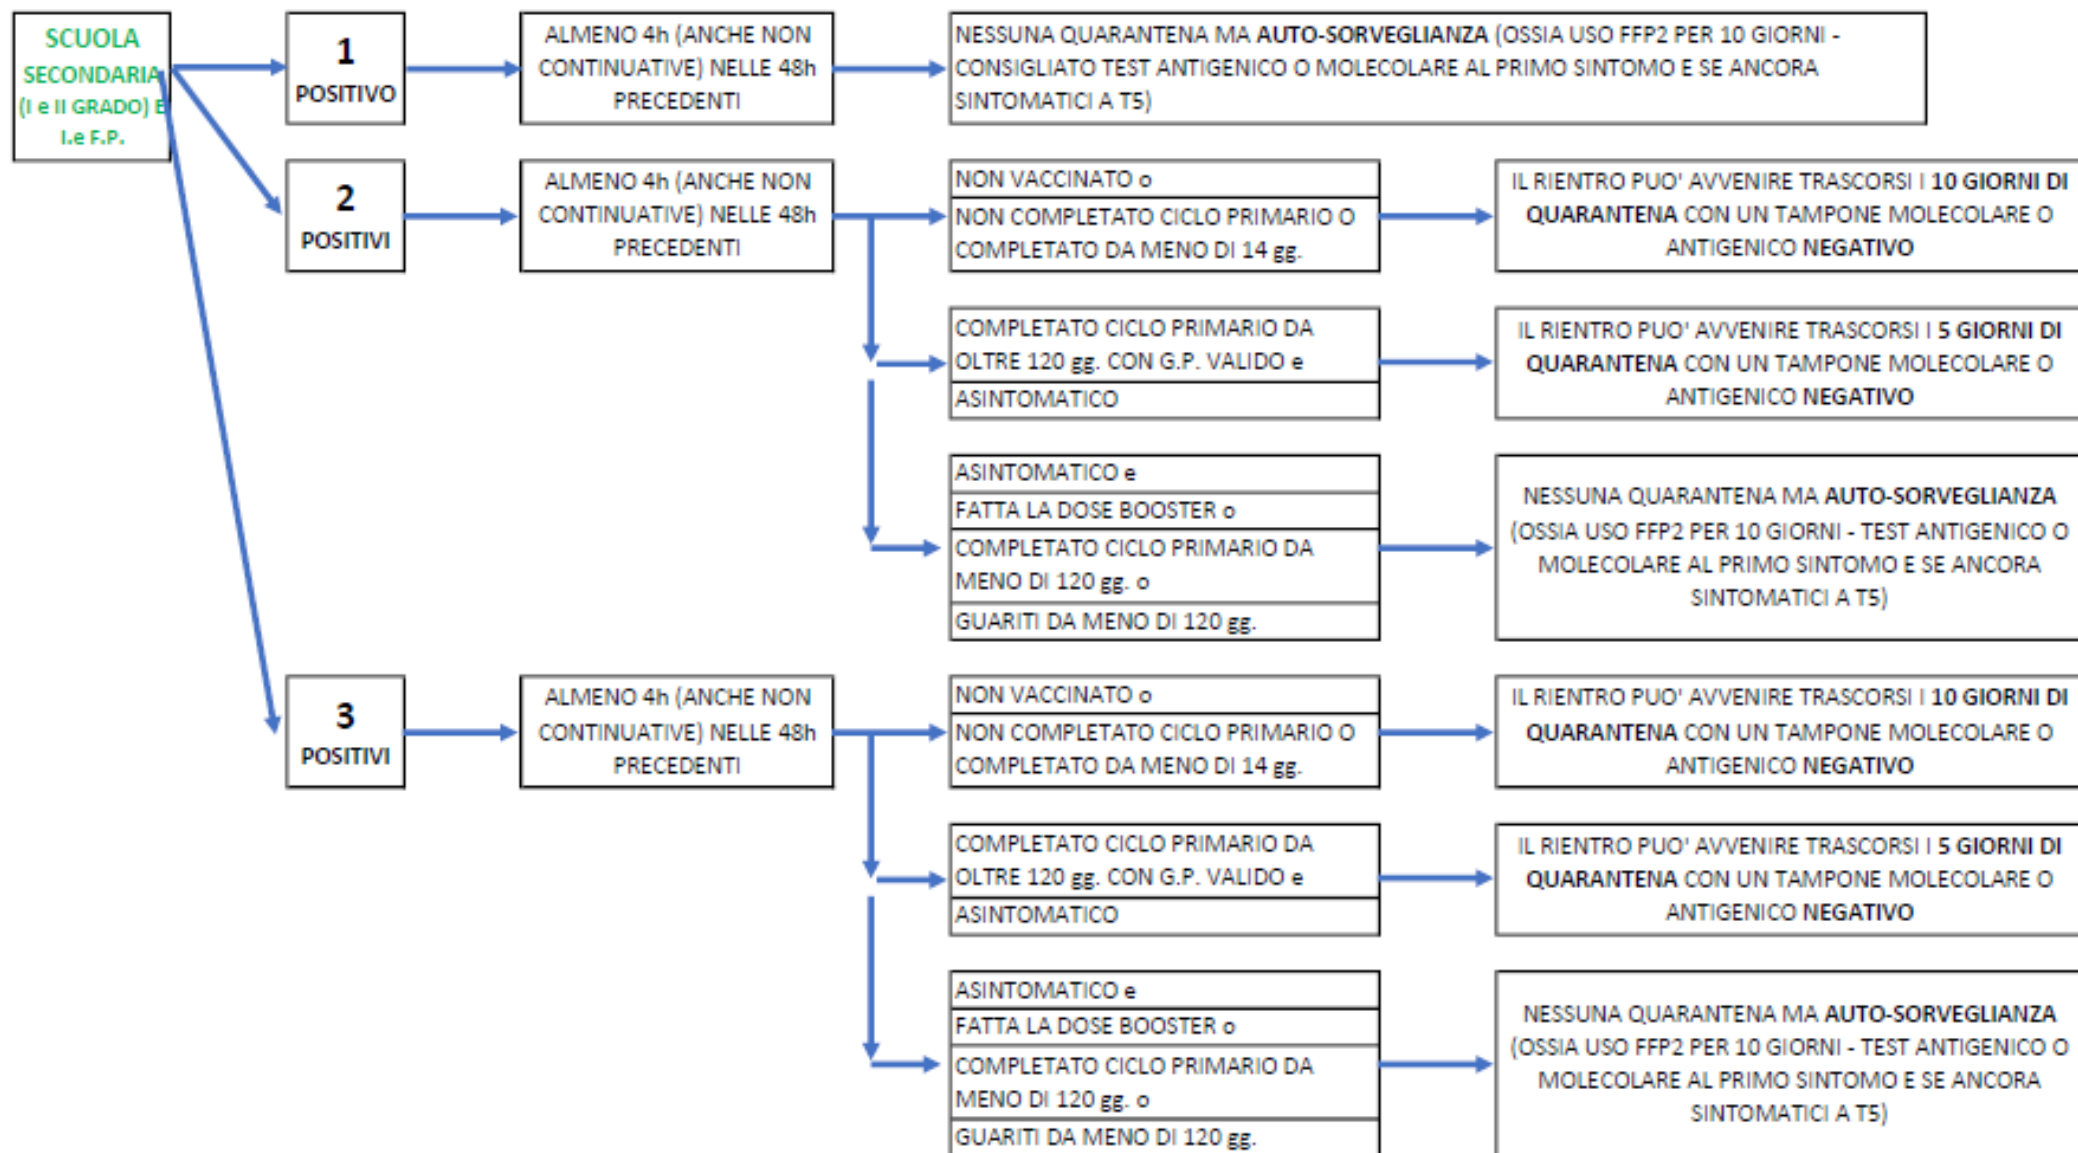 SCUOLA
SECONDARIA
(I e II GRADO) E
I.e F.P.
1
POSITIVO
ALMENO 4h (ANCHE NON
CONTINUATIVE) NELLE 48h
PRECEDENTI
NESSUNA QUARANTENA MA AUTO-SORVEGLIANZA (OSSIA USO FFP2 PER 10 GIORNI -
CONSIGLIATO TEST ANTIGENICO O MOLECOLARE AL PRIMO SINTOMO E SE ANCORA
SINTOMATICI A T5)
2
POSITIVI
ALMENO 4h (ANCHE NON
CONTINUATIVE) NELLE 48h
PRECEDENTI
NON VACCINATO o
NON COMPLETATO CICLO PRIMARIO O
COMPLETATO DA MENO DI 14 gg.
IL RIENTRO PUO' AVVENIRE TRASCORSI I 10 GIORNI DI
QUARANTENA CON UN TAMPONE MOLECOLARE O
ANTIGENICO NEGATIVO
COMPLETATO CICLO PRIMARIO DA
OLTRE 120 gg. CON G.P. VALIDO e
ASINTOMATICO
IL RIENTRO PUO' AVVENIRE TRASCORSI I 5 GIORNI DI
QUARANTENA CON UN TAMPONE MOLECOLARE O
ANTIGENICO NEGATIVO
ASINTOMATICO e
FATTA LA DOSE BOOSTER o
COMPLETATO CICLO PRIMARIO DA
MENO DI 120 gg. o
GUARITI DA MENO DI 120 gg.
NESSUNA QUARANTENA MA AUTO-SORVEGLIANZA
(OSSIA USO FFP2 PER 10 GIORNI - TEST ANTIGENICO O
MOLECOLARE AL PRIMO SINTOMO E SE ANCORA
SINTOMATICI A T5)
3
POSITIVI
ALMENO 4h (ANCHE NON
CONTINUATIVE) NELLE 48h
PRECEDENTI
NON VACCINATO o
NON COMPLETATO CICLO PRIMARIO O
COMPLETATO DA MENO DI 14 gg.
IL RIENTRO PUO' AVVENIRE TRASCORSI I 10 GIORNI DI
QUARANTENA CON UN TAMPONE MOLECOLARE O
ANTIGENICO NEGATIVO
COMPLETATO CICLO PRIMARIO DA
OLTRE 120 gg. CON G.P. VALIDO e
ASINTOMATICO
IL RIENTRO PUO' AVVENIRE TRASCORSI I 5 GIORNI DI
QUARANTENA CON UN TAMPONE MOLECOLARE O
ANTIGENICO NEGATIVO
ASINTOMATICO e
FATTA LA DOSE BOOSTER o
COMPLETATO CICLO PRIMARIO DA
MENO DI 120 gg. o
GUARITI DA MENO DI 120 gg.
NESSUNA QUARANTENA MA AUTO-SORVEGLIANZA
(OSSIA USO FFP2 PER 10 GIORNI - TEST ANTIGENICO O
MOLECOLARE AL PRIMO SINTOMO E SE ANCORA
SINTOMATICI A T5)